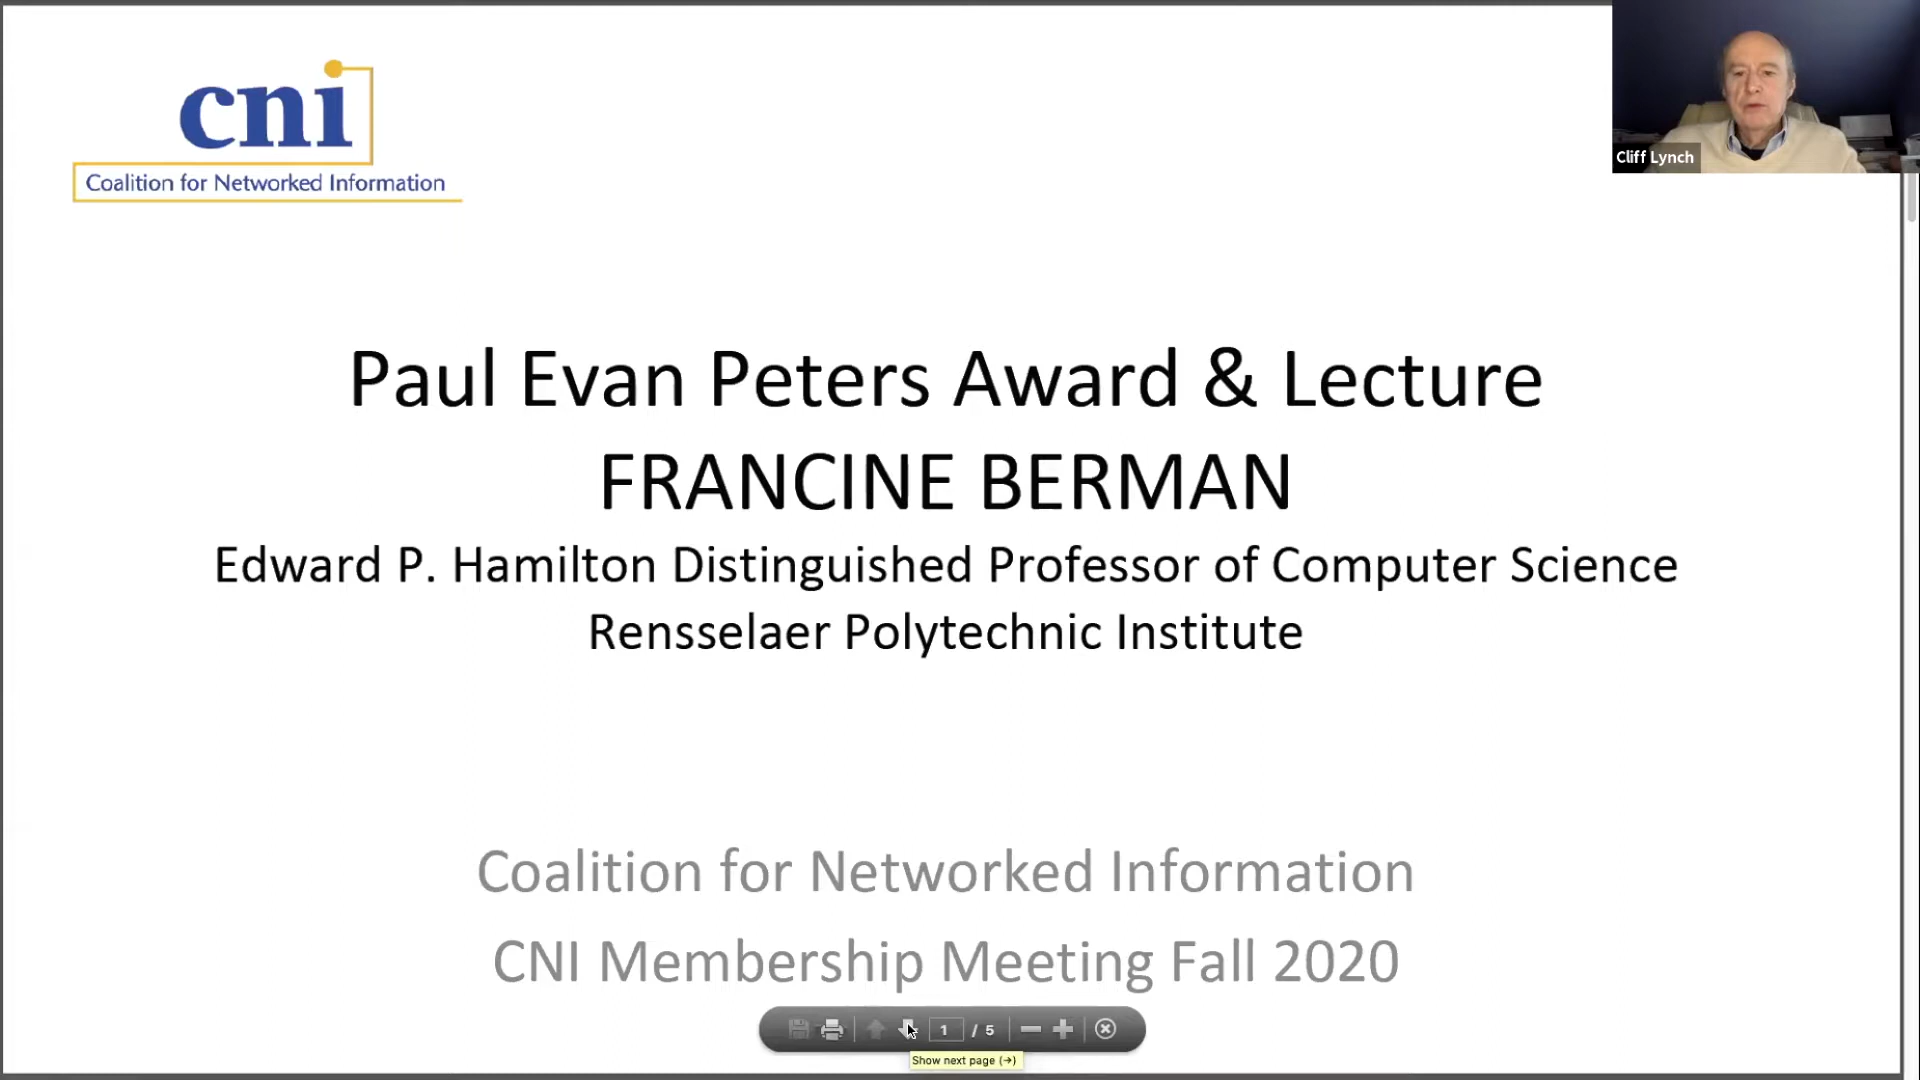 cni
Coalition for Networked Information
Cliff Lynch
Paul Evan Peters Award & Lecture
FRANCINE BERMAN
Edward P. Hamilton Distinguished Professor of Computer Science
Rensselaer Polytechnic Institute
Coalition for Networked Information
CNI Membership Meeting Fall 2020
1 / 5
Show next page (→)